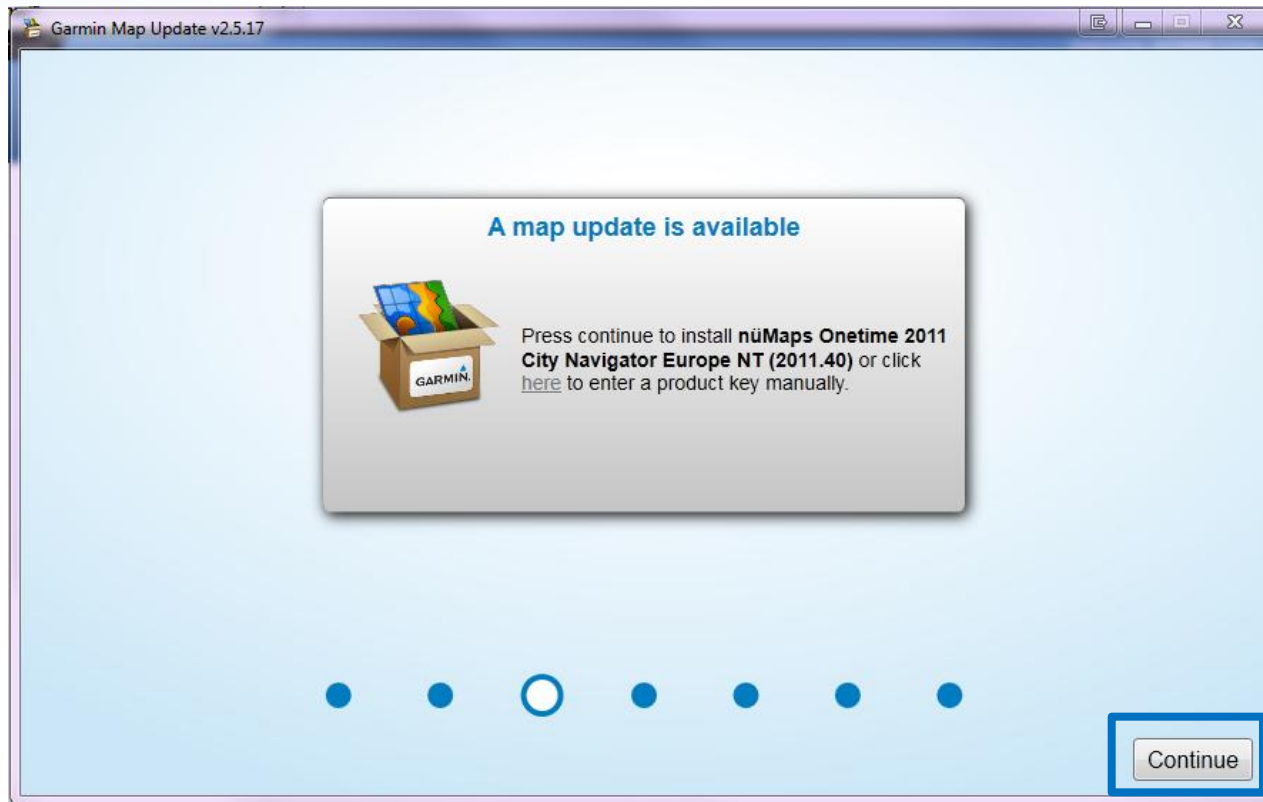 Garmin Map Update v2.5.17
A map update is available
Press continue to install nüMaps Onetime 2011
City Navigator Europe NT (2011.40) or click
here to enter a product key manually.
GARMIN.
Continue